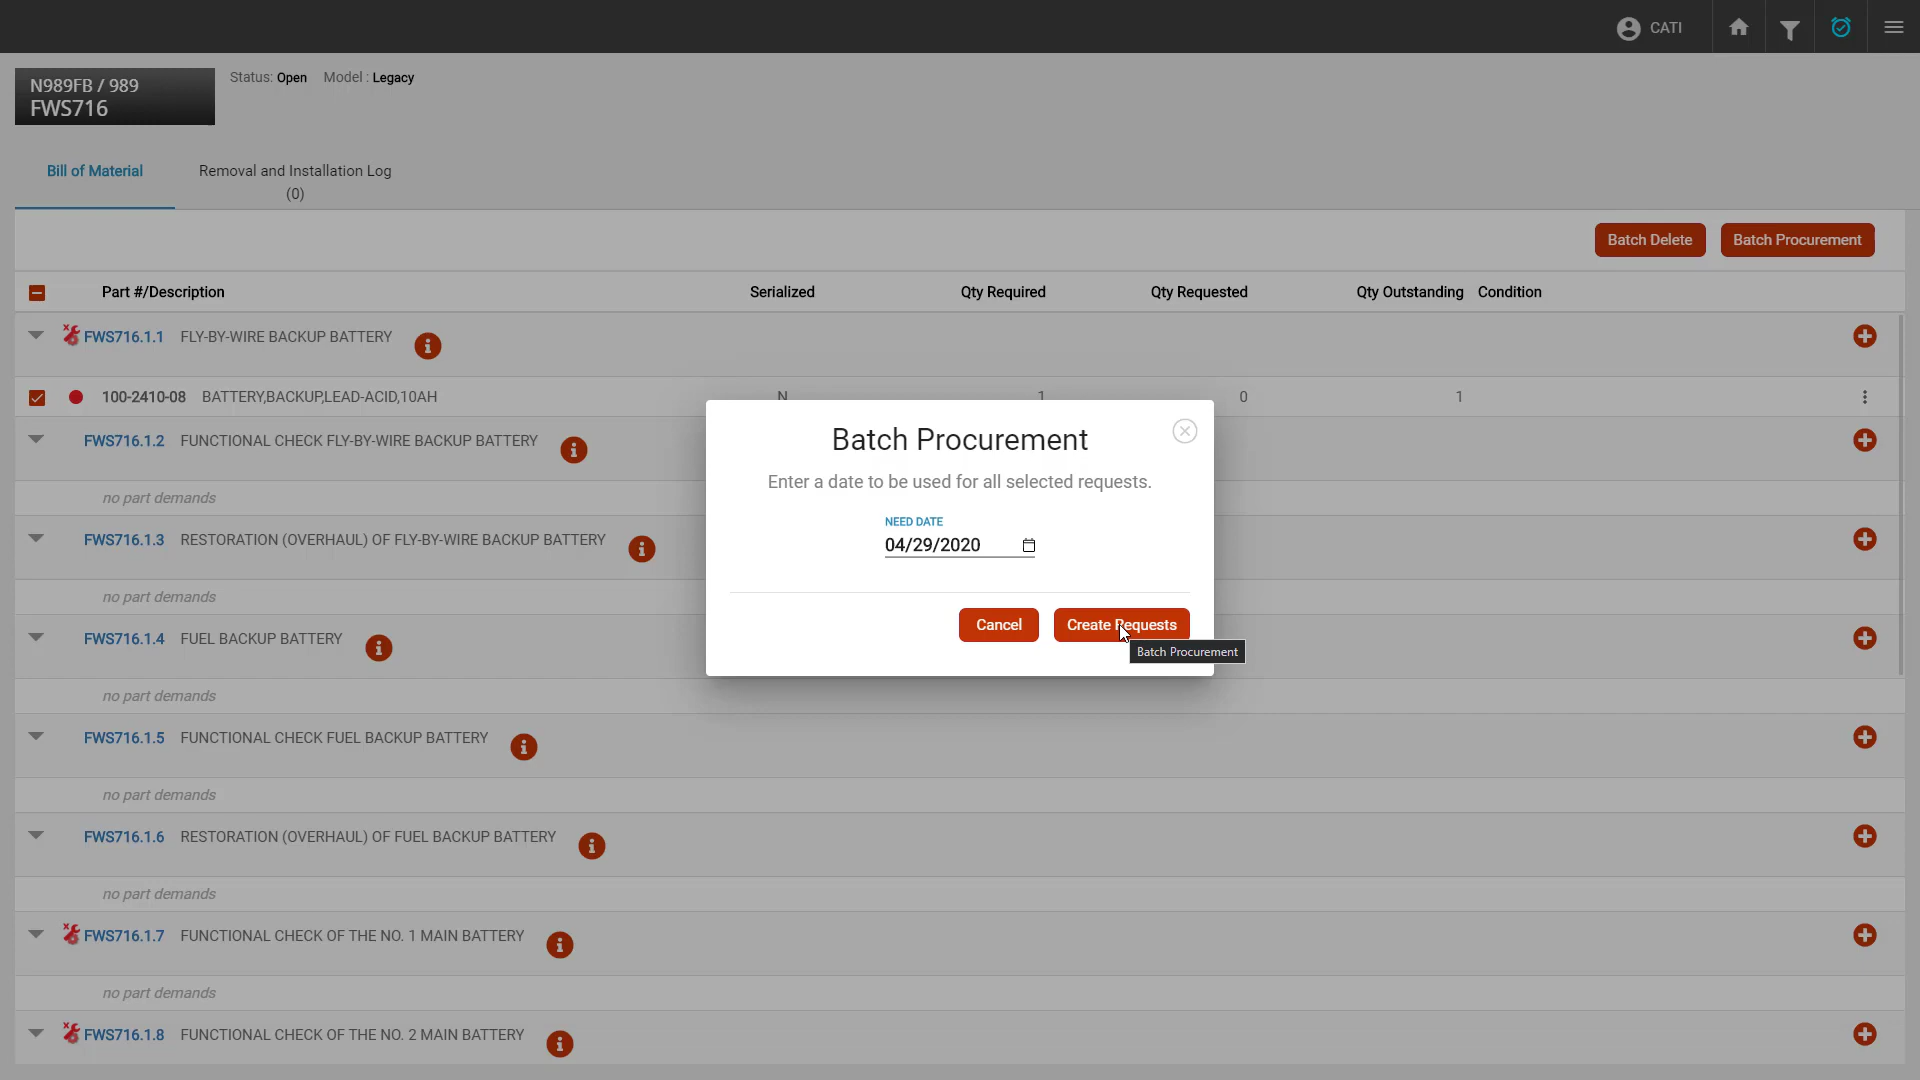 CATI
N989FB / 989
FWS716
Status: Open Model : Legacy
Bill of Material
Removal and Installation Log
(0)
Batch Delete
Batch Procurement
Part #/Description Serialized Qty Required Qty Requested Qty Outstanding Condition
FWS716.1.1 FLY-BY-WIRE BACKUP BATTERY
100-2410-08 BATTERY,BACKUP,LEAD-ACID,10AH N 1 0 1
FWS716.1.2 FUNCTIONAL CHECK FLY-BY-WIRE BACKUP BATTERY
no part demands
FWS716.1.3 RESTORATION (OVERHAUL) OF FLY-BY-WIRE BACKUP BATTERY
no part demands
FWS716.1.4 FUEL BACKUP BATTERY
no part demands
FWS716.1.5 FUNCTIONAL CHECK FUEL BACKUP BATTERY
no part demands
FWS716.1.6 RESTORATION (OVERHAUL) OF FUEL BACKUP BATTERY
no part demands
FWS716.1.7 FUNCTIONAL CHECK OF THE NO. 1 MAIN BATTERY
no part demands
FWS716.1.8 FUNCTIONAL CHECK OF THE NO. 2 MAIN BATTERY
Batch Procurement
Enter a date to be used for all selected requests.
NEED DATE
04/29/2020
Cancel
Create Requests
Batch Procurement